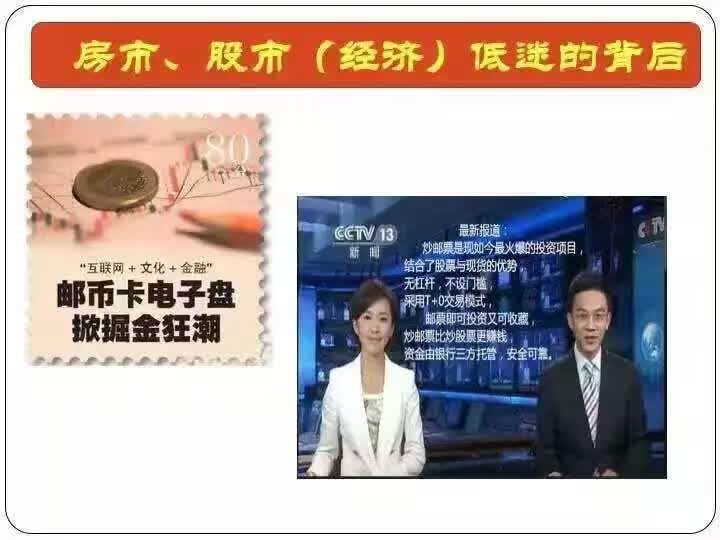 房市、股市（经济）低迷的背后
80
“互联网+文化+金融”
邮币卡电子盘
掀掘金狂潮
CCTV 13
新闻
最新报道：
炒邮票是现如今最火爆的投资项目，
结合了股票与现货的优势，
无杠杆，不设门槛，
采用T+0交易模式，
邮票即可投资又可收藏，
炒邮票比炒股票更赚钱，
资金由银行三方托管，安全可靠。